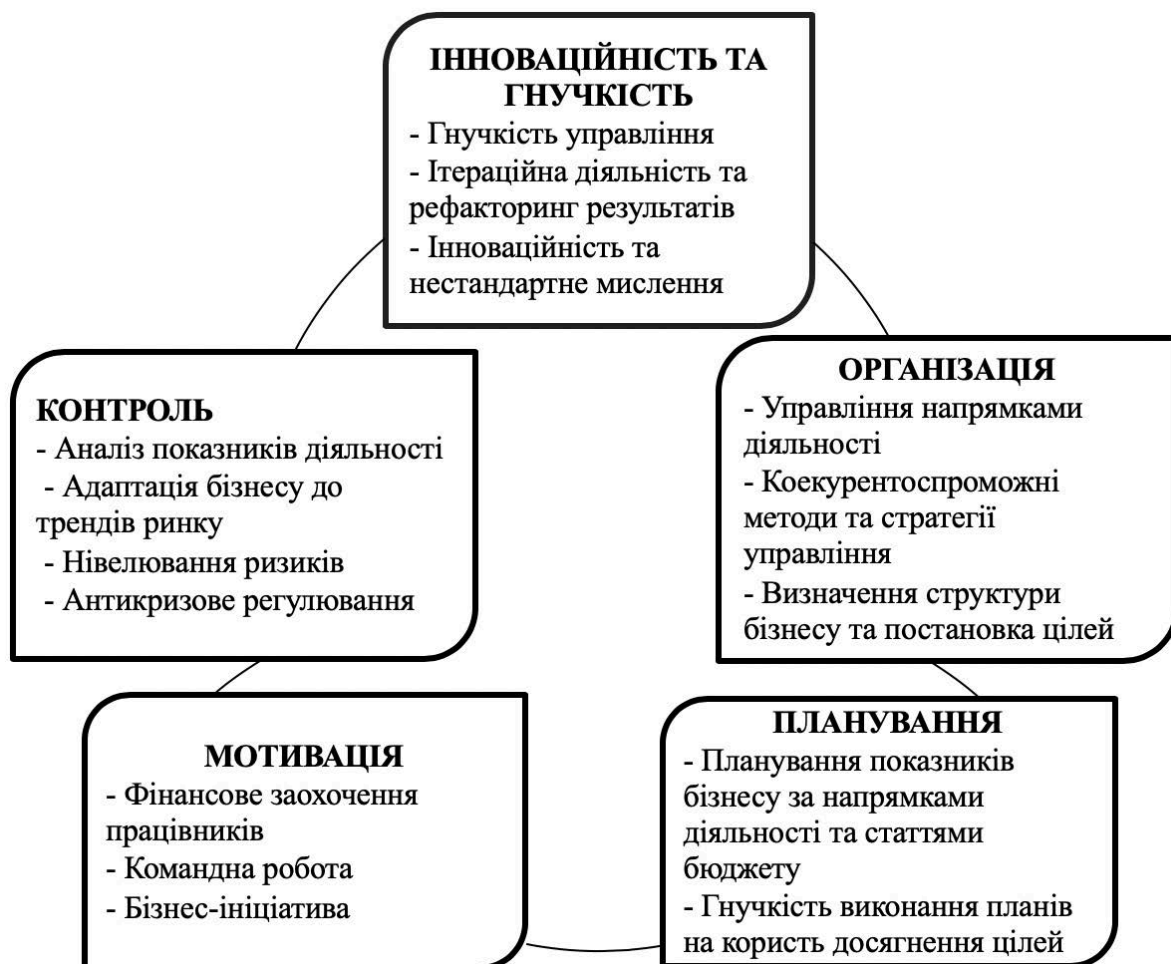 ІННОВАЦІЙНІСТЬ ТА
ГНУЧКІСТЬ
- Гнучкість управління
- Ітераційна діяльність та
рефакторинг результатів
- Інноваційність та
нестандартне мислення
КОНТРОЛЬ
- Аналіз показників діяльності
- Адаптація бізнесу до
трендів ринку
- Нівелювання ризиків
- Антикризове регулювання
ОРГАНІЗАЦІЯ
- Управління напрямками
діяльності
- Коекурентоспроможні
методи та стратегії
управління
- Визначення структури
бізнесу та постановка цілей
МОТИВАЦІЯ
- Фінансове заохочення
працівників
- Командна робота
- Бізнес-ініціатива
ПЛАНУВАННЯ
- Планування показників
бізнесу за напрямками
діяльності та статтями
бюджету
- Гнучкість виконання планів
на користь досягнення цілей